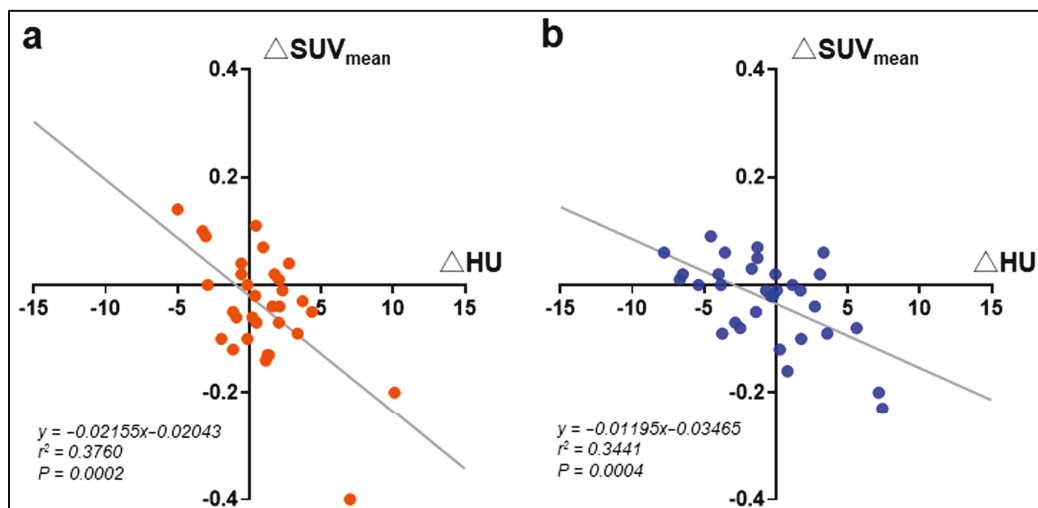 a
△SUVmean
0.4
0.2
△HU
-15 -10 -5 0 5 10 15
-0.2
-0.4
y = −0.02155x−0.02043
r² = 0.3760
P = 0.0002
b
△SUVmean
0.4
0.2
△HU
-15 -10 -5 0 5 10 15
-0.2
-0.4
y = −0.01195x−0.03465
r² = 0.3441
P = 0.0004